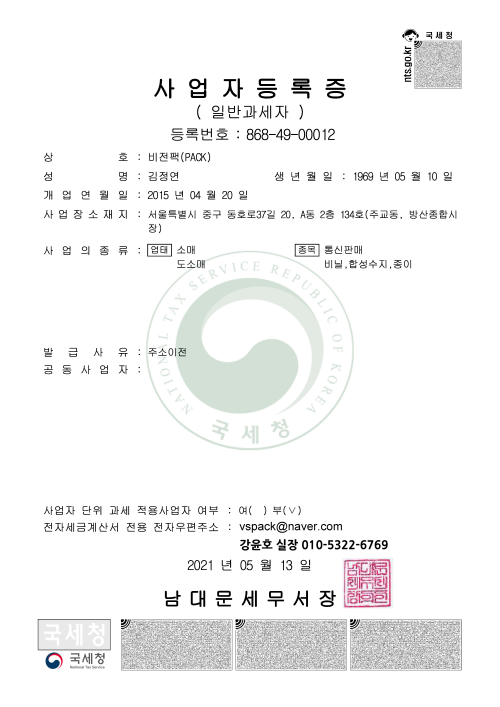 국세청
nts.go.kr
사업자등록증
( 일반과세자 )
등록번호 : 868-49-00012
상 호 : 비전팩(PACK)
성 명 : 김정연 생 년 월 일 : 1969 년 05 월 10 일
개 업 연 월 일 : 2015 년 04 월 20 일
사 업 장 소 재 지 : 서울특별시 중구 동호로37길 20, A동 2층 134호(주교동, 방산종합시
장)
사 업 의 종 류 : 업태 소매 종목 통신판매
도소매 비닐,합성수지,종이
NATIONAL TAX SERVICE REPUBLIC OF KOREA
국세청
발 급 사 유 : 주소이전
공 동 사 업 자 :
사업자 단위 과세 적용사업자 여부 : 여( ) 부(∨)
전자세금계산서 전용 전자우편주소 : vspack@naver.com
강윤호 실장 010-5322-6769
2021 년 05 월 13 일
남대문세무서장
국세청
국세청
National Tax Service